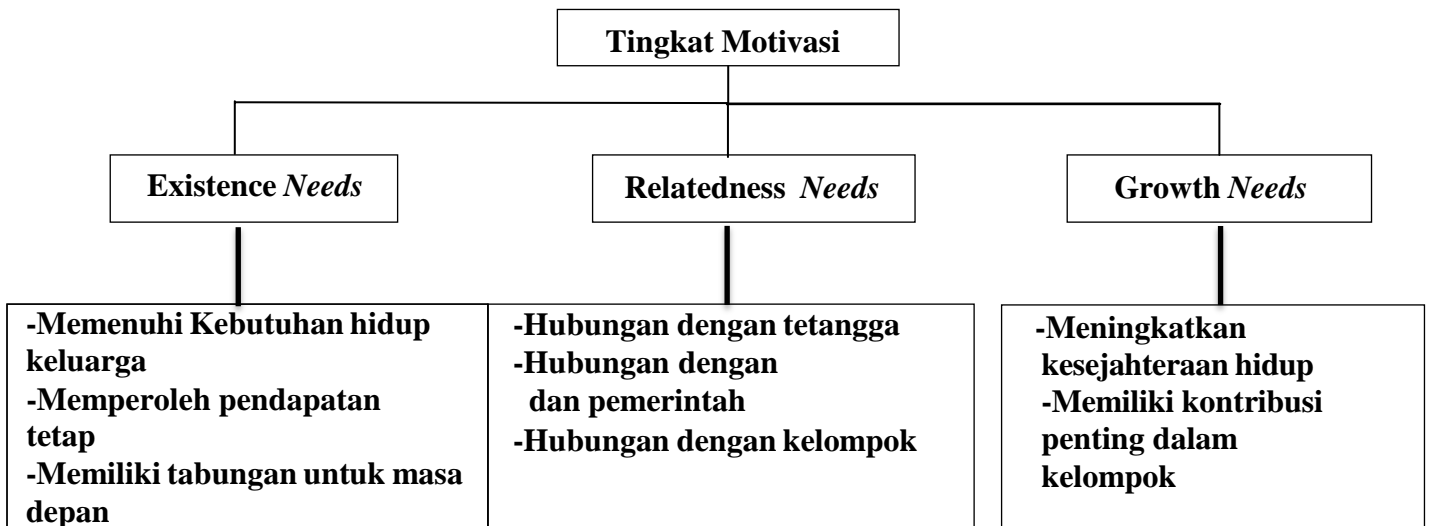 Tingkat Motivasi
Existence Needs
Relatedness Needs
Growth Needs
-Memenuhi Kebutuhan hidup
keluarga
-Memperoleh pendapatan
tetap
-Memiliki tabungan untuk masa
depan
-Hubungan dengan tetangga
-Hubungan dengan
dan pemerintah
-Hubungan dengan kelompok
-Meningkatkan
kesejahteraan hidup
-Memiliki kontribusi
penting dalam
kelompok